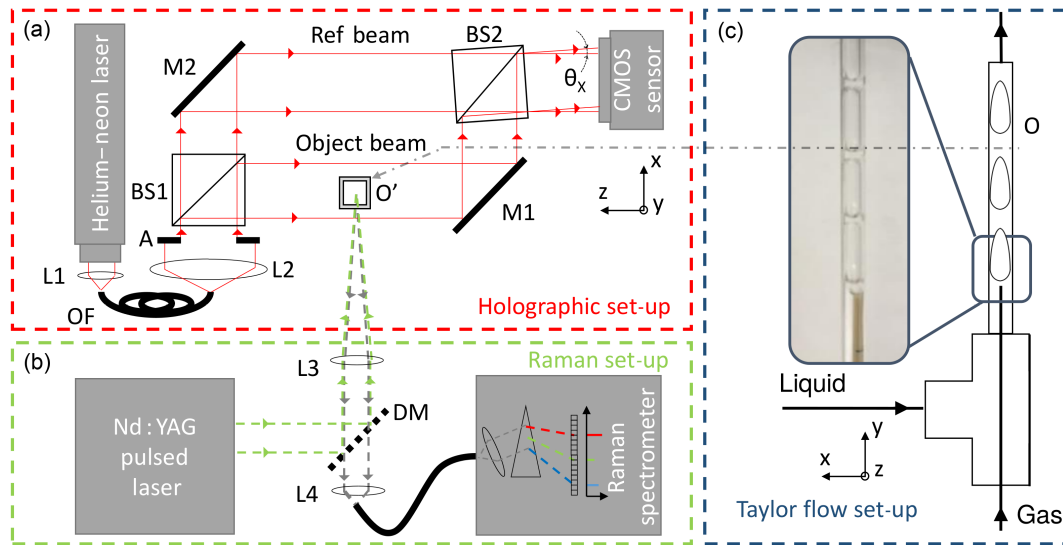 (a)
Helium–neon laser
M2
Ref beam
BS2
θx
CMOS
sensor
Object beam
BS1
O'
M1
x
z
y
A
L1
L2
OF
Holographic set-up
(b)
L3
Raman set-up
DM
Nd:YAG
pulsed
laser
L4
Raman
spectrometer
(c)
O
Liquid
y
x
z
Taylor flow set-up
Gas